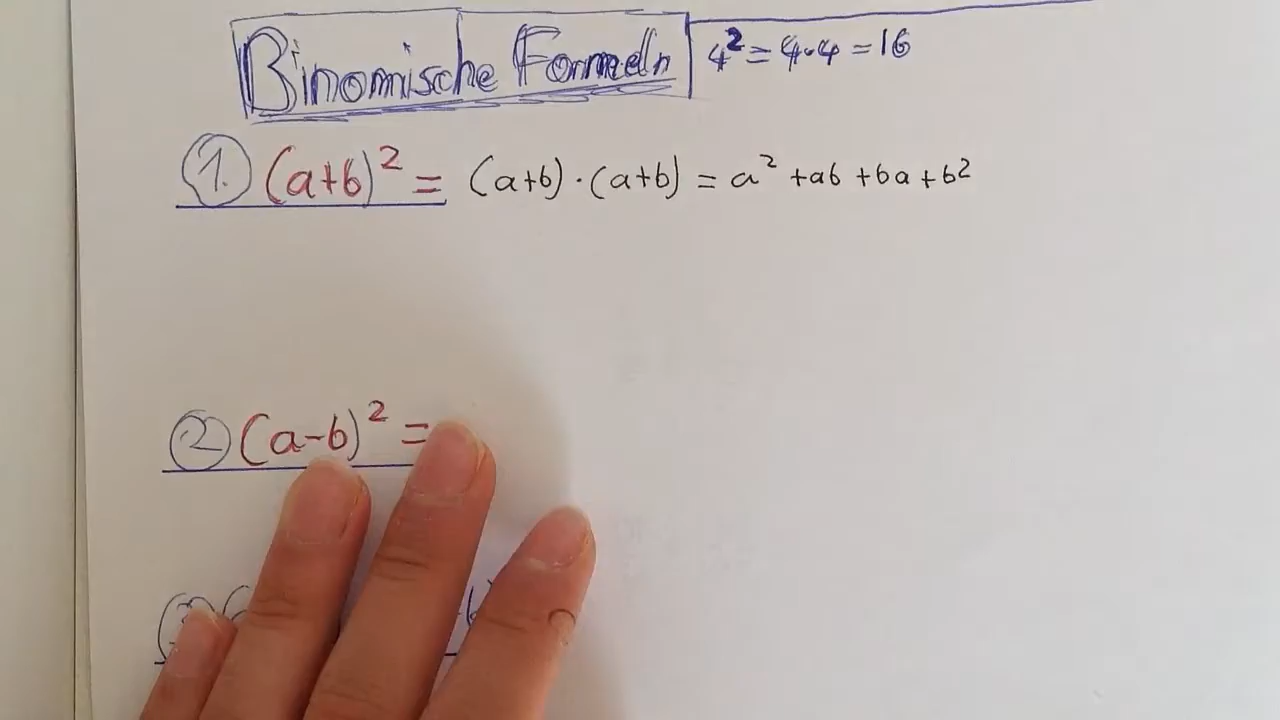 Binomische Formeln 4² = 4·4 = 16
1. (a+b)² = (a+b)·(a+b) = a² +ab +ba + b²
2 (a-b)² =